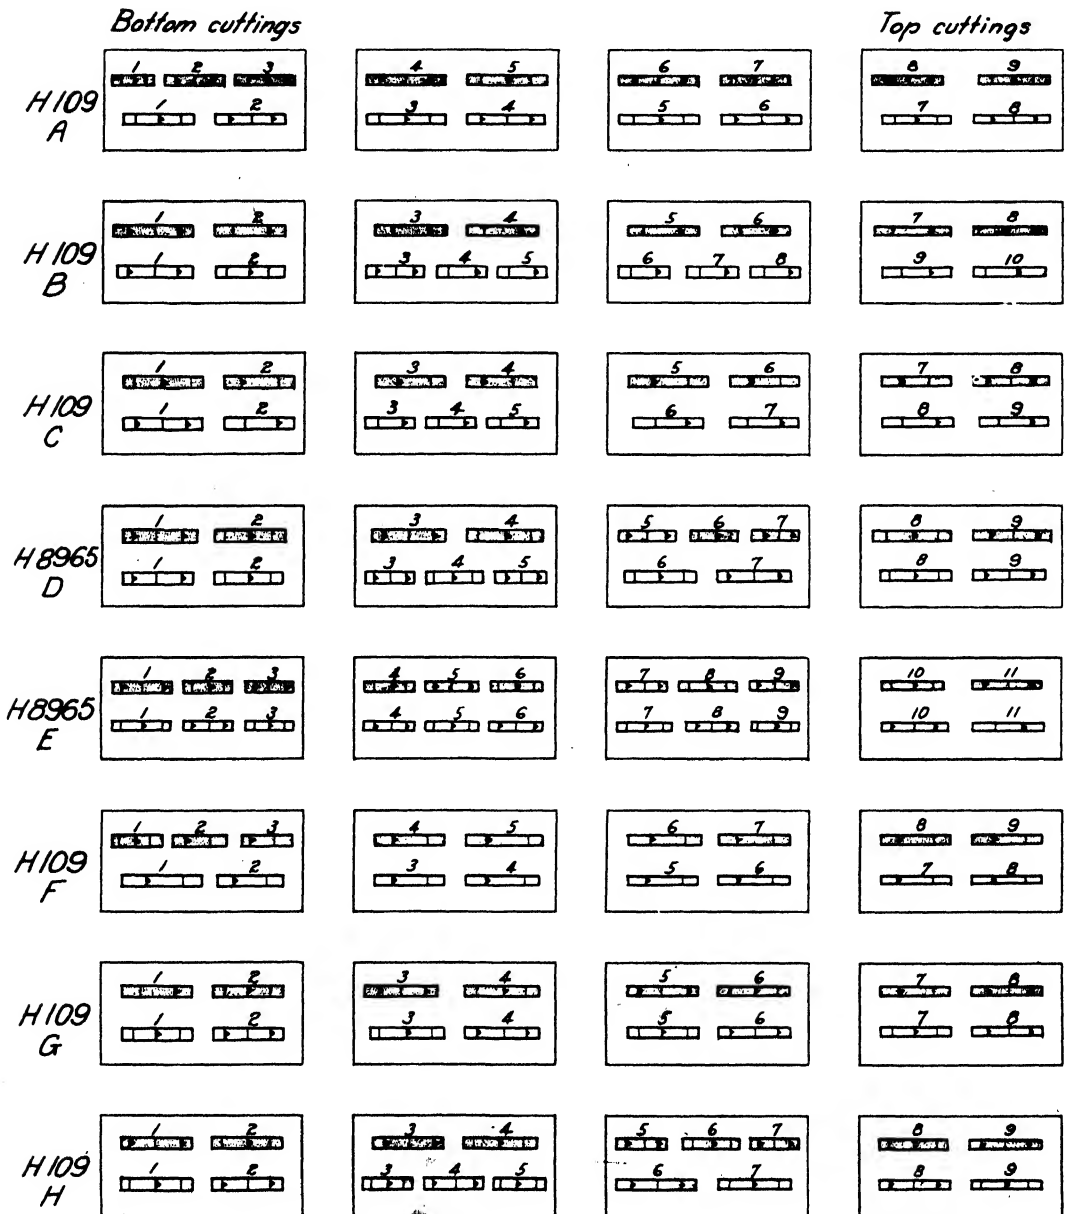 Bottom cuttings Top cuttings
1 2 3 4 5 6 7 8 9
H109
A
1 2 3 4 5 6 7 8
1 2 3 4 5 6 7 8
H109
B
1 2 3 4 5 6 7 8 9 10
1 2 3 4 5 6 7 8
H109
C
1 2 3 4 5 6 7 8 9
1 2 3 4 5 6 7 8 9
H8965
D
1 2 3 4 5 6 7 8 9
1 2 3 4 5 6 7 8 9 10 11
H8965
E
1 2 3 4 5 6 7 8 9 10 11
1 2 3 4 5 6 7 8 9
H109
F
1 2 3 4 5 6 7 8
1 2 3 4 5 6 7 8
H109
G
1 2 3 4 5 6 7 8
1 2 3 4 5 6 7 8 9
H109
H
1 2 3 4 5 6 7 8 9